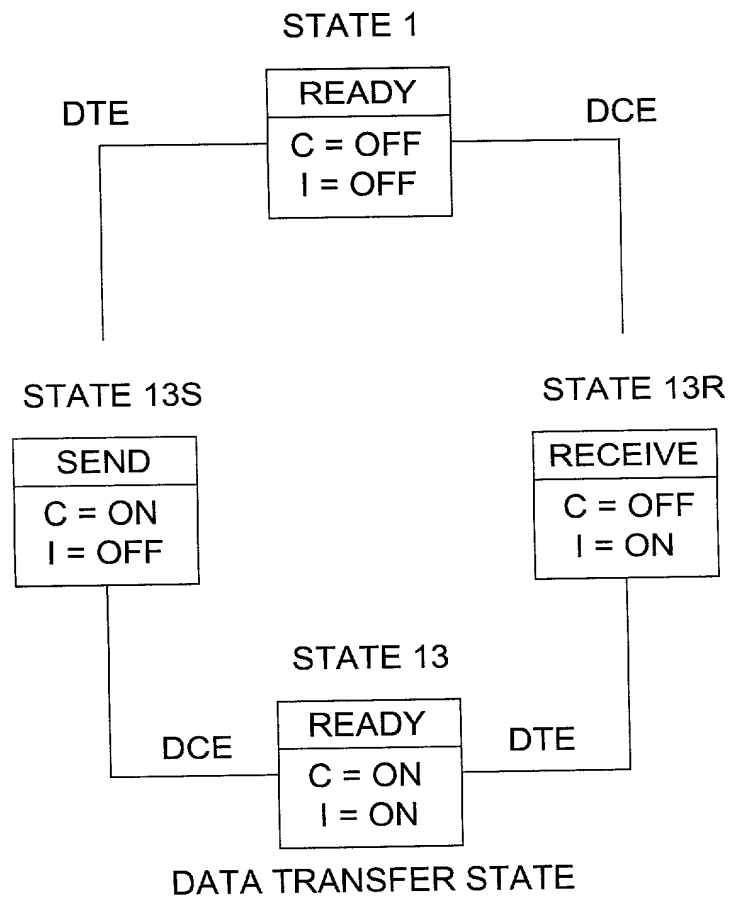 STATE 1
READY
C = OFF
I = OFF
DTE
DCE
STATE 13S
SEND
C = ON
I = OFF
STATE 13R
RECEIVE
C = OFF
I = ON
STATE 13
READY
C = ON
I = ON
DCE
DTE
DATA TRANSFER STATE